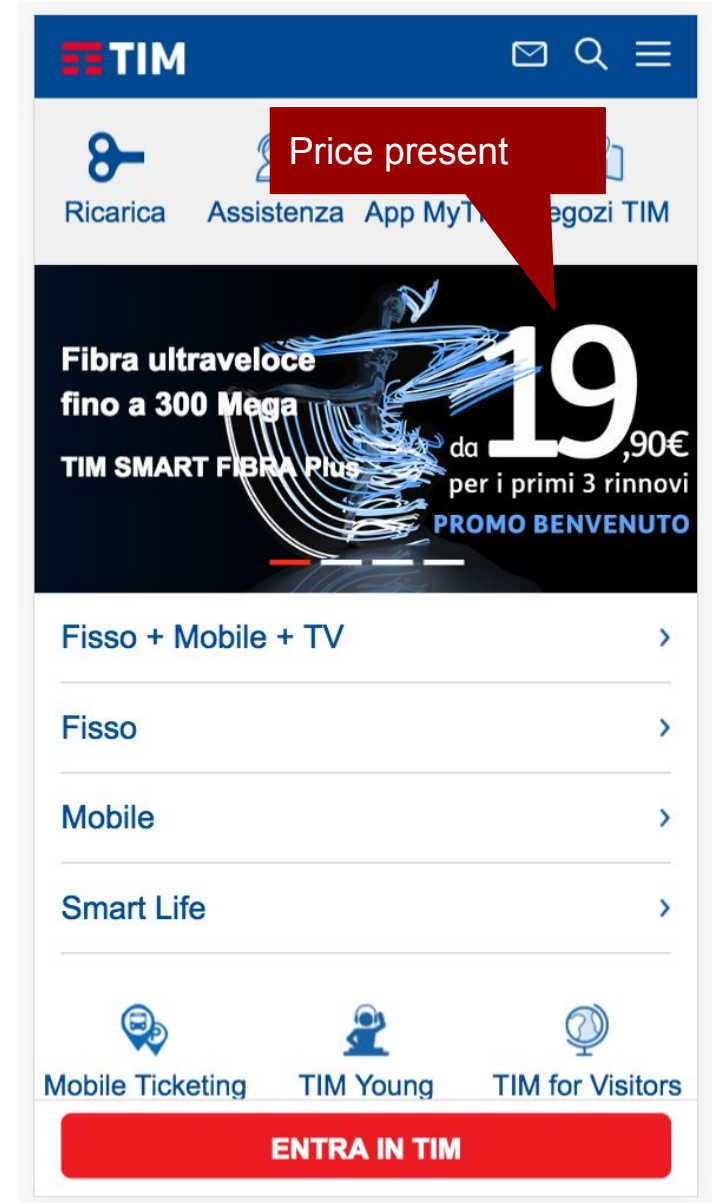 TIM
Price present
Ricarica
Assistenza
App MyT
egozi TIM
Fibra ultraveloce
fino a 300 Mega
TIM SMART FIBRA Plus
da 19,90€
per i primi 3 rinnovi
PROMO BENVENUTO
Fisso + Mobile + TV
Fisso
Mobile
Smart Life
Mobile Ticketing
TIM Young
TIM for Visitors
ENTRA IN TIM